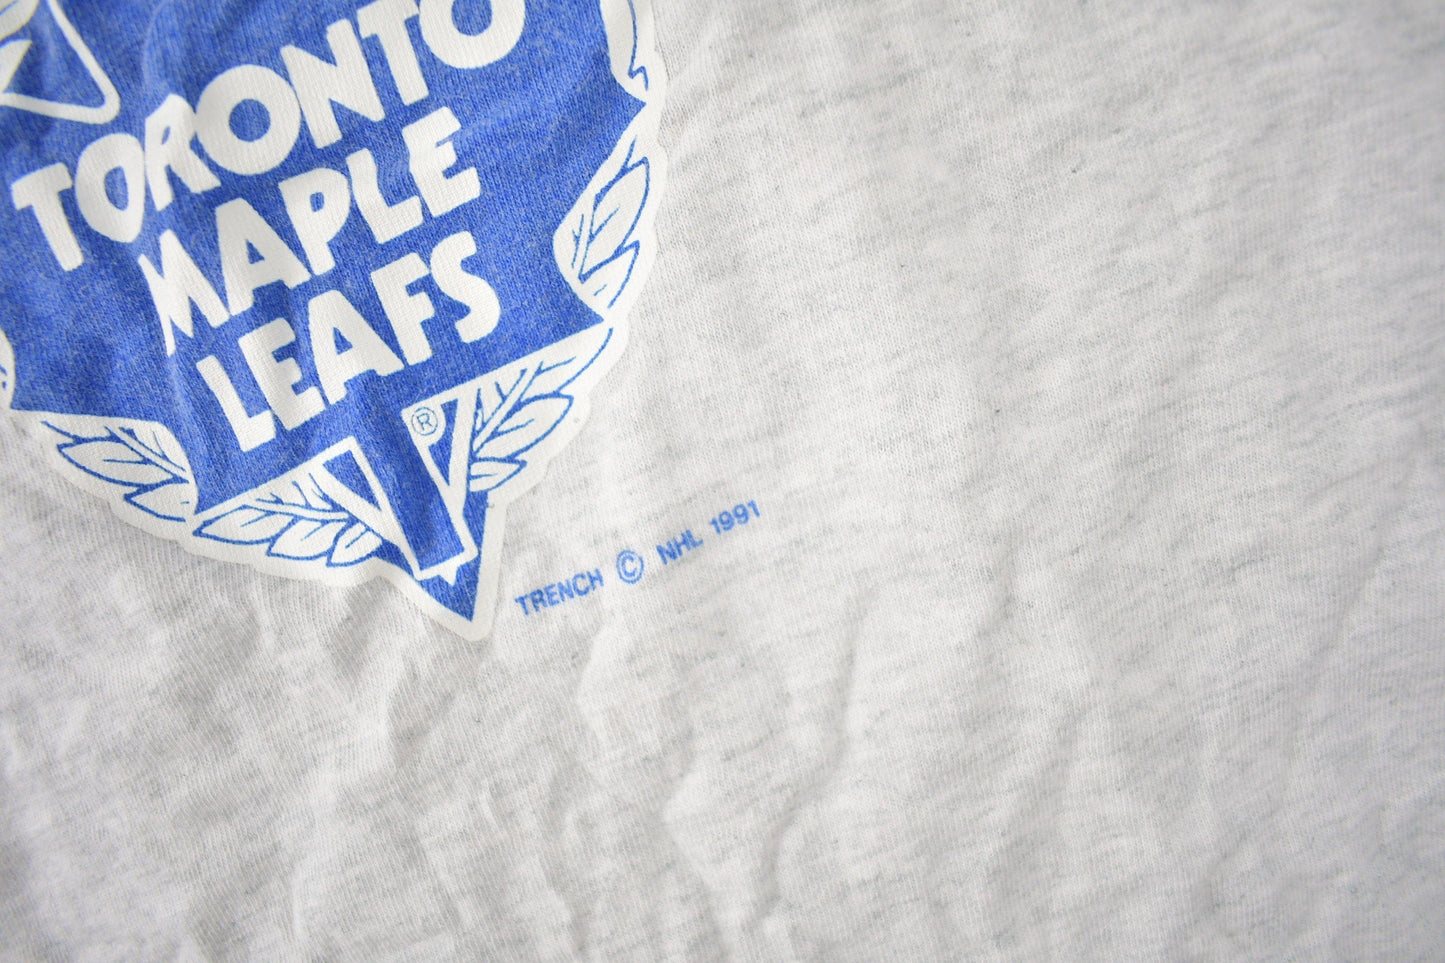 TORONTO
MAPLE
LEAFS
®
TRENCH © NHL 1991